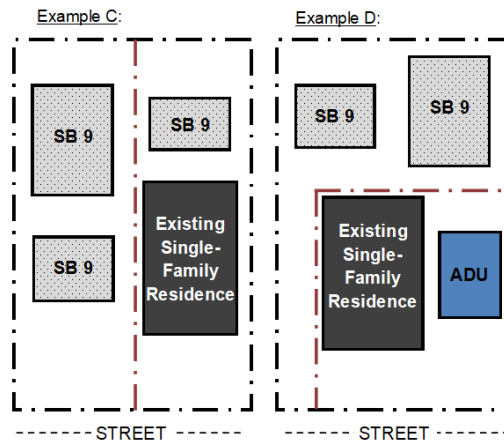 Example C:
SB 9
SB 9
SB 9
Existing
Single-
Family
Residence
STREET
Example D:
SB 9
SB 9
Existing
Single-
Family
Residence
ADU
STREET